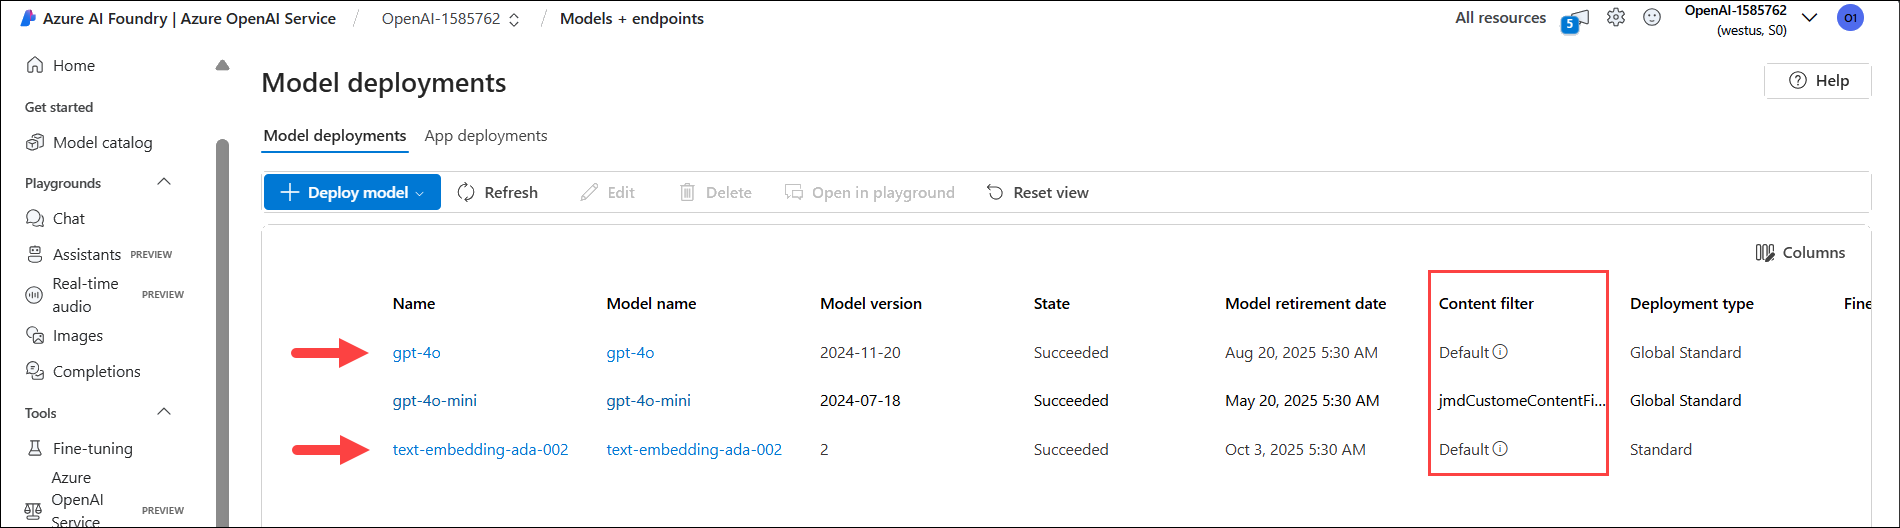 Azure AI Foundry | Azure OpenAI Service / OpenAI-1585762 / Models + endpoints
All resources
5
OpenAI-1585762
(westus, S0)
O1
Home
Get started
Model catalog
Playgrounds
Chat
Assistants PREVIEW
Real-time
audio
PREVIEW
Images
Completions
Tools
Fine-tuning
Azure
OpenAI
Service
PREVIEW
Model deployments
Help
Model deployments App deployments
Deploy model Refresh Edit Delete Open in playground Reset view
Columns
Name Model name Model version State Model retirement date Content filter Deployment type Fine
gpt-4o gpt-4o 2024-11-20 Succeeded Aug 20, 2025 5:30 AM Default Global Standard
gpt-4o-mini gpt-4o-mini 2024-07-18 Succeeded May 20, 2025 5:30 AM jmdCustomeContentFi... Global Standard
text-embedding-ada-002 text-embedding-ada-002 2 Succeeded Oct 3, 2025 5:30 AM Default Standard